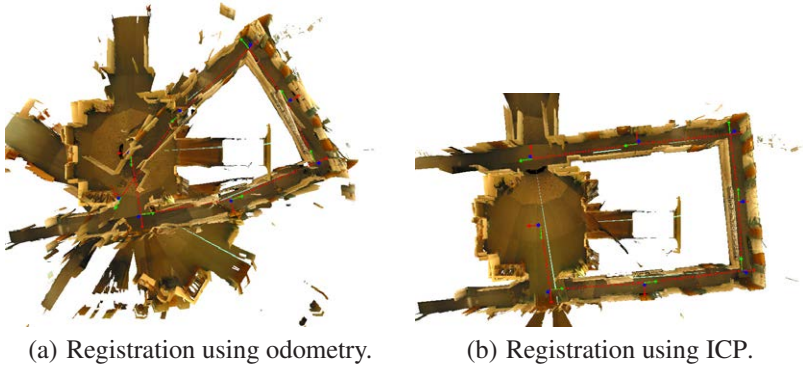 (a) Registration using odometry.
(b) Registration using ICP.